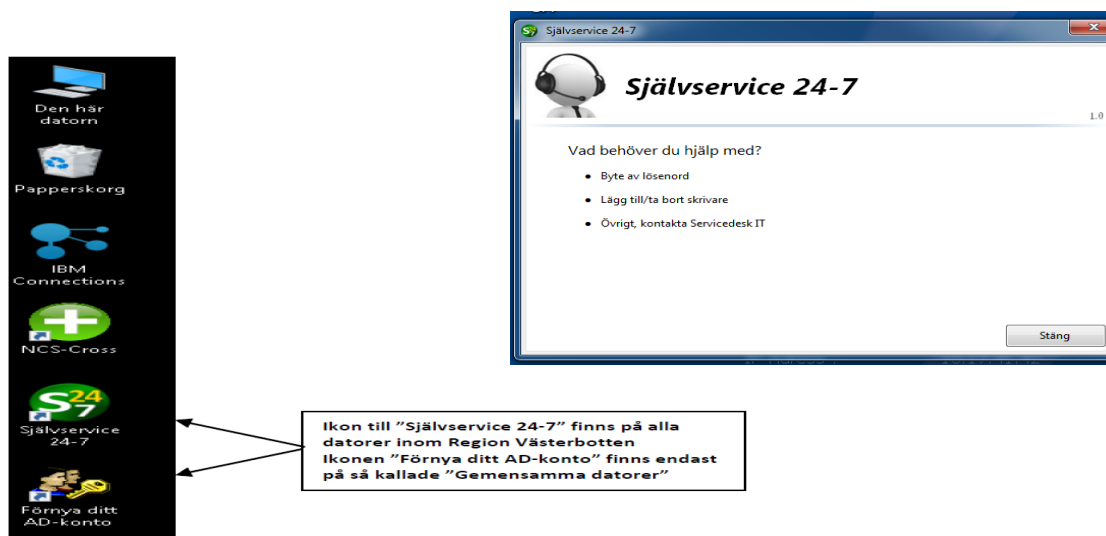 Den här
datorn
Papperskorg
IBM
Connections
NCS-Cross
S24
7
Självservice
24-7
Förnya ditt
AD-konto
Självservice 24-7
Självservice 24-7
1.0
Vad behöver du hjälp med?
• Byte av lösenord
• Lägg till/ta bort skrivare
• Övrigt, kontakta Servicedesk IT
Stäng
Ikon till ”Självservice 24-7” finns på alla
datorer inom Region Västerbotten
Ikonen ”Förnya ditt AD-konto” finns endast
på så kallade ”Gemensamma datorer”